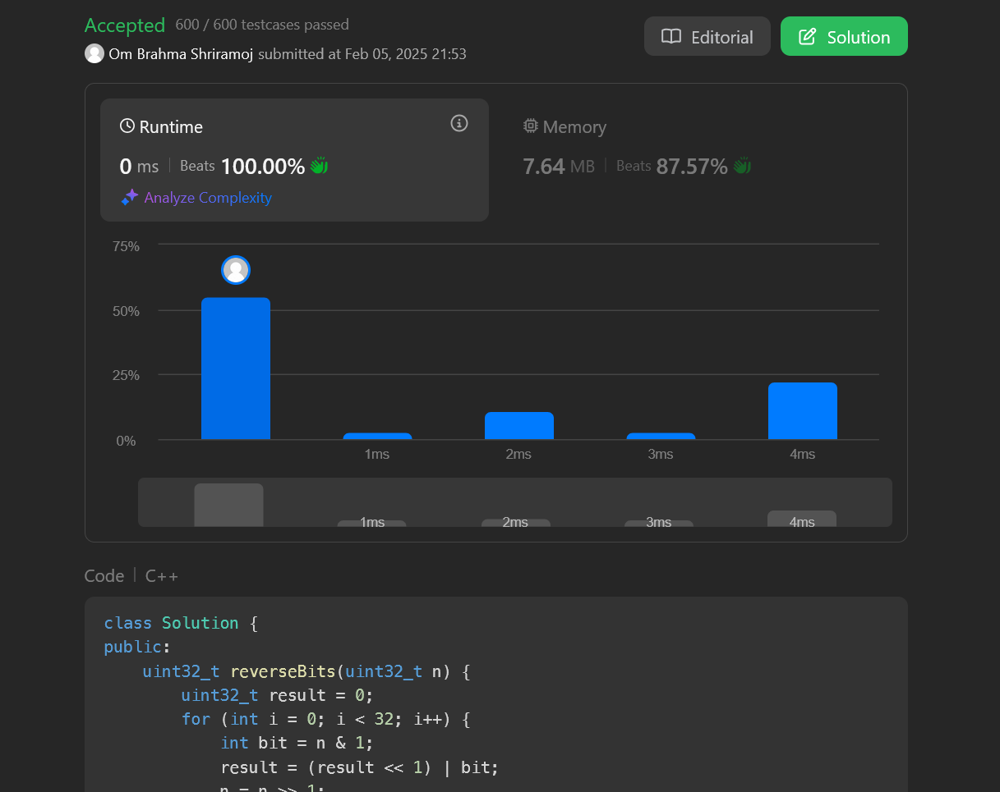 Accepted 600 / 600 testcases passed
Editorial
Solution
Om Brahma Shriramoj submitted at Feb 05, 2025 21:53
Runtime
0 ms | Beats 100.00%
Analyze Complexity
Memory
7.64 MB | Beats 87.57%
75%
50%
25%
0%
1ms 2ms 3ms 4ms
1ms 2ms 3ms 4ms
Code | C++
class Solution {
public:
    uint32_t reverseBits(uint32_t n) {
        uint32_t result = 0;
        for (int i = 0; i < 32; i++) {
            int bit = n & 1;
            result = (result << 1) | bit;
            n = n >> 1;